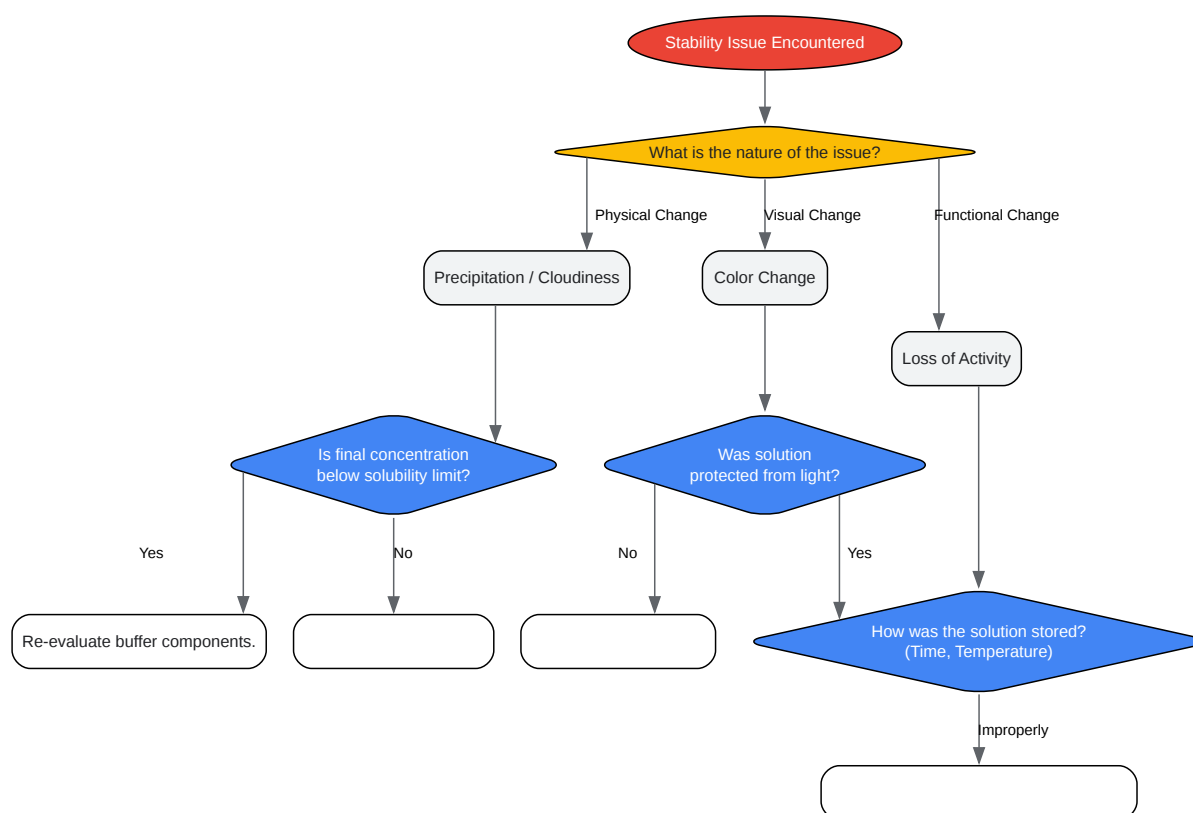 Stability Issue Encountered
What is the nature of the issue?
Physical Change
Visual Change
Functional Change
Precipitation / Cloudiness
Color Change
Loss of Activity
Is final concentration
below solubility limit?
Was solution
protected from light?
Yes
No
No
Yes
Re-evaluate buffer components.
How was the solution stored?
(Time, Temperature)
Improperly